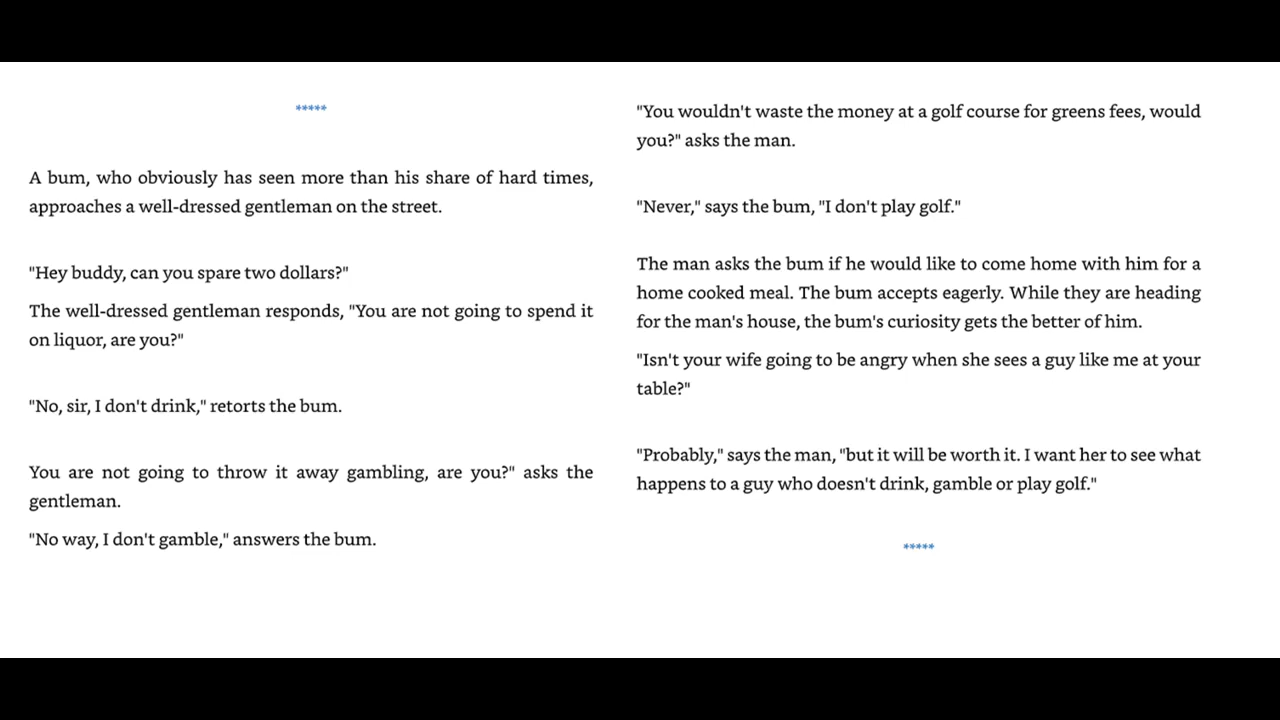 *****
A bum, who obviously has seen more than his share of hard times,
approaches a well-dressed gentleman on the street.
"Hey buddy, can you spare two dollars?"
The well-dressed gentleman responds, "You are not going to spend it
on liquor, are you?"
"No, sir, I don't drink," retorts the bum.
You are not going to throw it away gambling, are you?" asks the
gentleman.
"No way, I don't gamble," answers the bum.
"You wouldn't waste the money at a golf course for greens fees, would
you?" asks the man.
"Never," says the bum, "I don't play golf."
The man asks the bum if he would like to come home with him for a
home cooked meal. The bum accepts eagerly. While they are heading
for the man's house, the bum's curiosity gets the better of him.
"Isn't your wife going to be angry when she sees a guy like me at your
table?"
"Probably," says the man, "but it will be worth it. I want her to see what
happens to a guy who doesn't drink, gamble or play golf."
*****